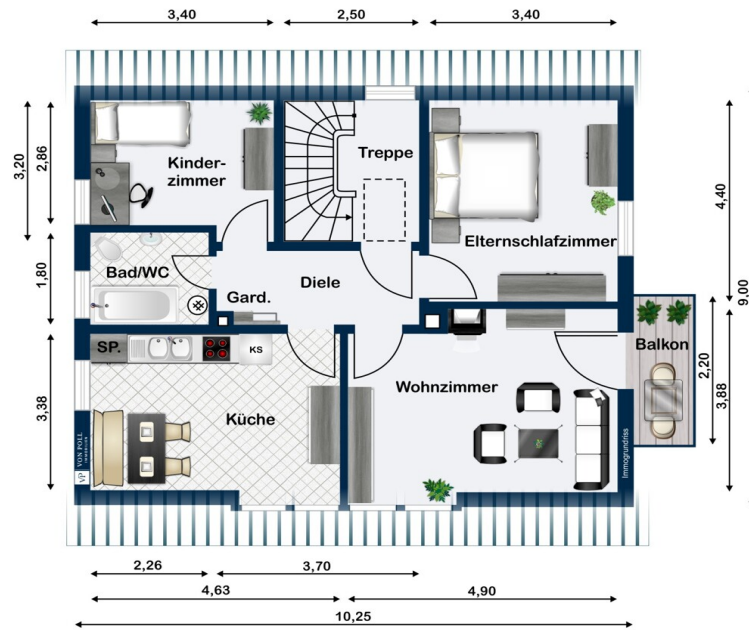 3,40
2,50
3,40
3,20
2,86
Kinder-
zimmer
Treppe
4,40
Elternschlafzimmer
1,80
Bad/WC
Diele
Gard.
9,00
SP.
KS
Balkon
2,20
3,88
Wohnzimmer
Küche
3,38
VON POLL
IMMOBILIEN
VP
Immogrundriss
2,26
3,70
4,63
4,90
10,25